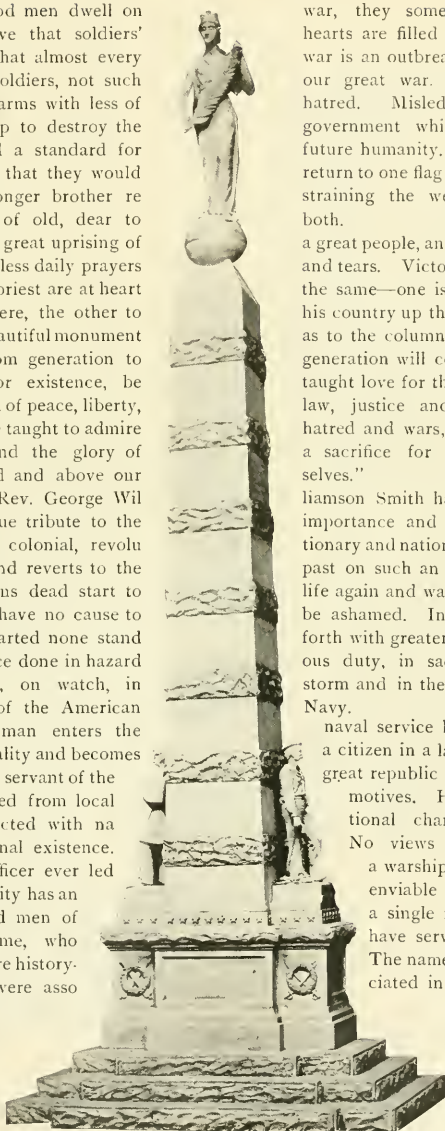 od men dwell on war, they some
ve that soldiers' hearts are filled
hat almost every war is an outbrea
oldiers, not such our great war.
arms with less of hatred. Misled
p to destroy the government whi
a standard for future humanity.
that they would return to one flag
onger brother re straining the we
of old, dear to both.
great uprising of a great people, an
less daily prayers and tears. Victo
priest are at heart the same—one is
ere, the other to his country up th
autiful monument as to the column
om generation to generation will c
or existence, be taught love for th
of peace, liberty, law, justice and
taught to admire hatred and wars,
nd the glory of a sacrifice for
d and above our selves."
Rev. George Wil liamson Smith ha
ue tribute to the importance and
colonial, revolu tionary and nation
nd reverts to the past on such an
us dead start to life again and wa
have no cause to be ashamed. In
arted none stand forth with greater
ce done in hazard ous duty, in sac
, on watch, in storm and in the
of the American Navy.
man enters the naval service
ality and becomes a citizen in a la
servant of the great republic
ed from local motives. H
cted with na tional char
nal existence. No views
ficer ever led a warship
ity has an enviable
d men of a single
me, who have serv
re history- The name
vere asso ciated in